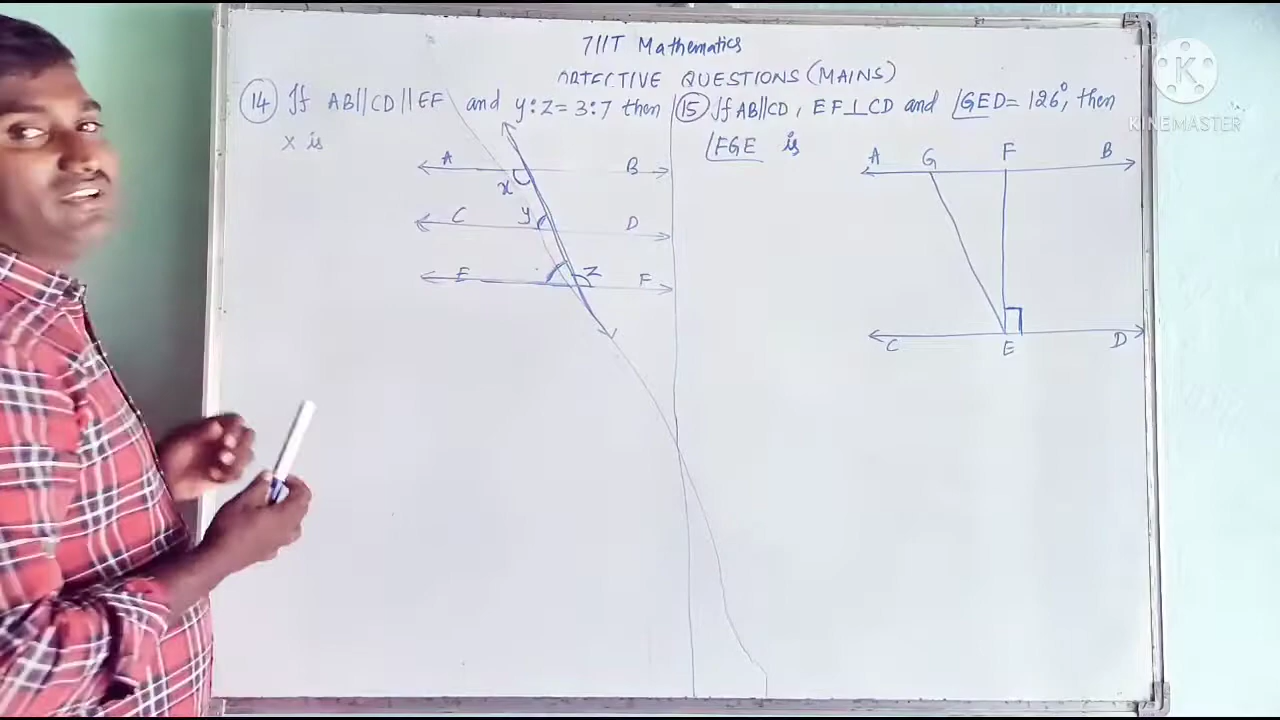 7IIT Mathematics
QUESTIONS (MAINS)
14 If AB||CD||EF and y:z=3:7 then
x is
15 If AB||CD, EF⊥CD and ∠GED=126°, then
∠FGE is
A B
x
C y D
E z F
A G F B
C E D
K
KINEMASTER